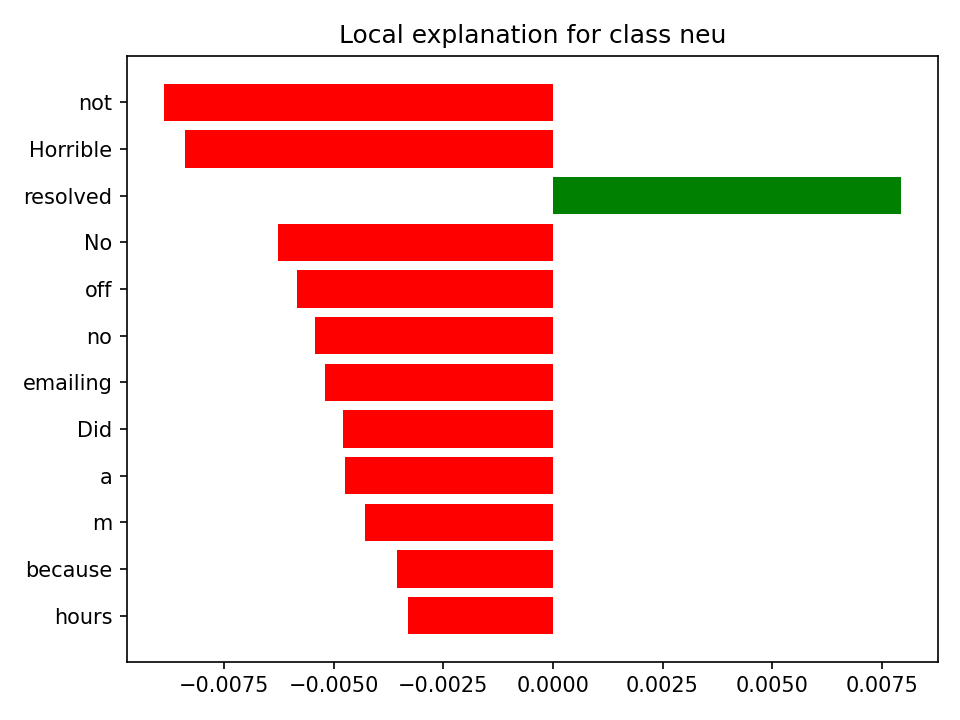 Local explanation for class neu
not
Horrible
resolved
No
off
no
emailing
Did
a
m
because
hours
−0.0075 −0.0050 −0.0025 0.0000 0.0025 0.0050 0.0075